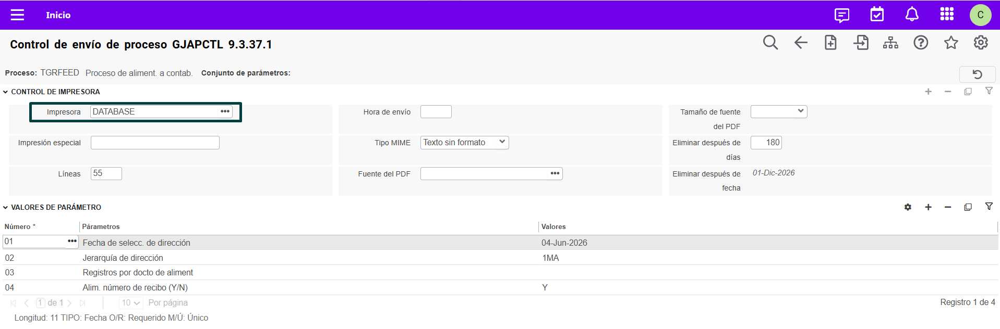 Inicio
C
Control de envío de proceso GJAPCTL 9.3.37.1
Proceso: TGRFEED Proceso de aliment. a contab. Conjunto de parámetros:
CONTROL DE IMPRESORA
Impresora DATABASE
Hora de envío
Tamaño de fuente del PDF
Impresión especial
Tipo MIME Texto sin formato
Eliminar después de días 180
Líneas 55
Fuente del PDF
Eliminar después de fecha 01-Dic-2026
VALORES DE PARÁMETRO
Número * Párametros Valores
01 Fecha de selecc. de dirección 04-Jun-2026
02 Jerarquía de dirección 1MA
03 Registros por docto de aliment
04 Alim. número de recibo (Y/N) Y
1 de 1 10 Por página Registro 1 de 4
Longitud: 11 TIPO: Fecha O/R: Requerido M/Ú: Único